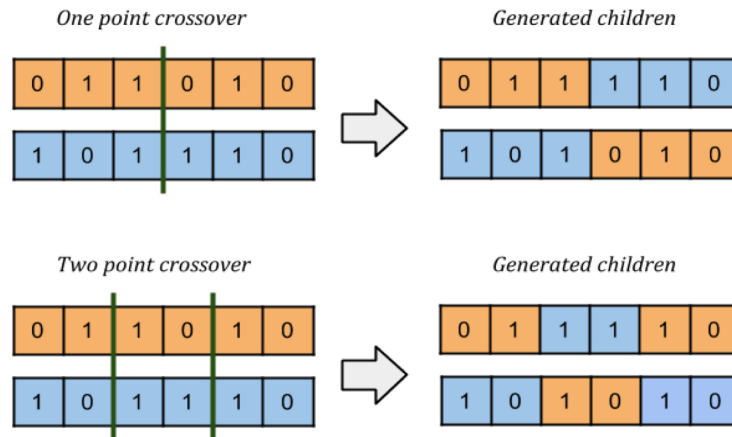 One point crossover
Generated children
0 1 1 0 1 0
0 1 1 1 1 0
1 0 1 1 1 0
1 0 1 0 1 0
Two point crossover
Generated children
0 1 1 0 1 0
0 1 1 1 1 0
1 0 1 1 1 0
1 0 1 0 1 0